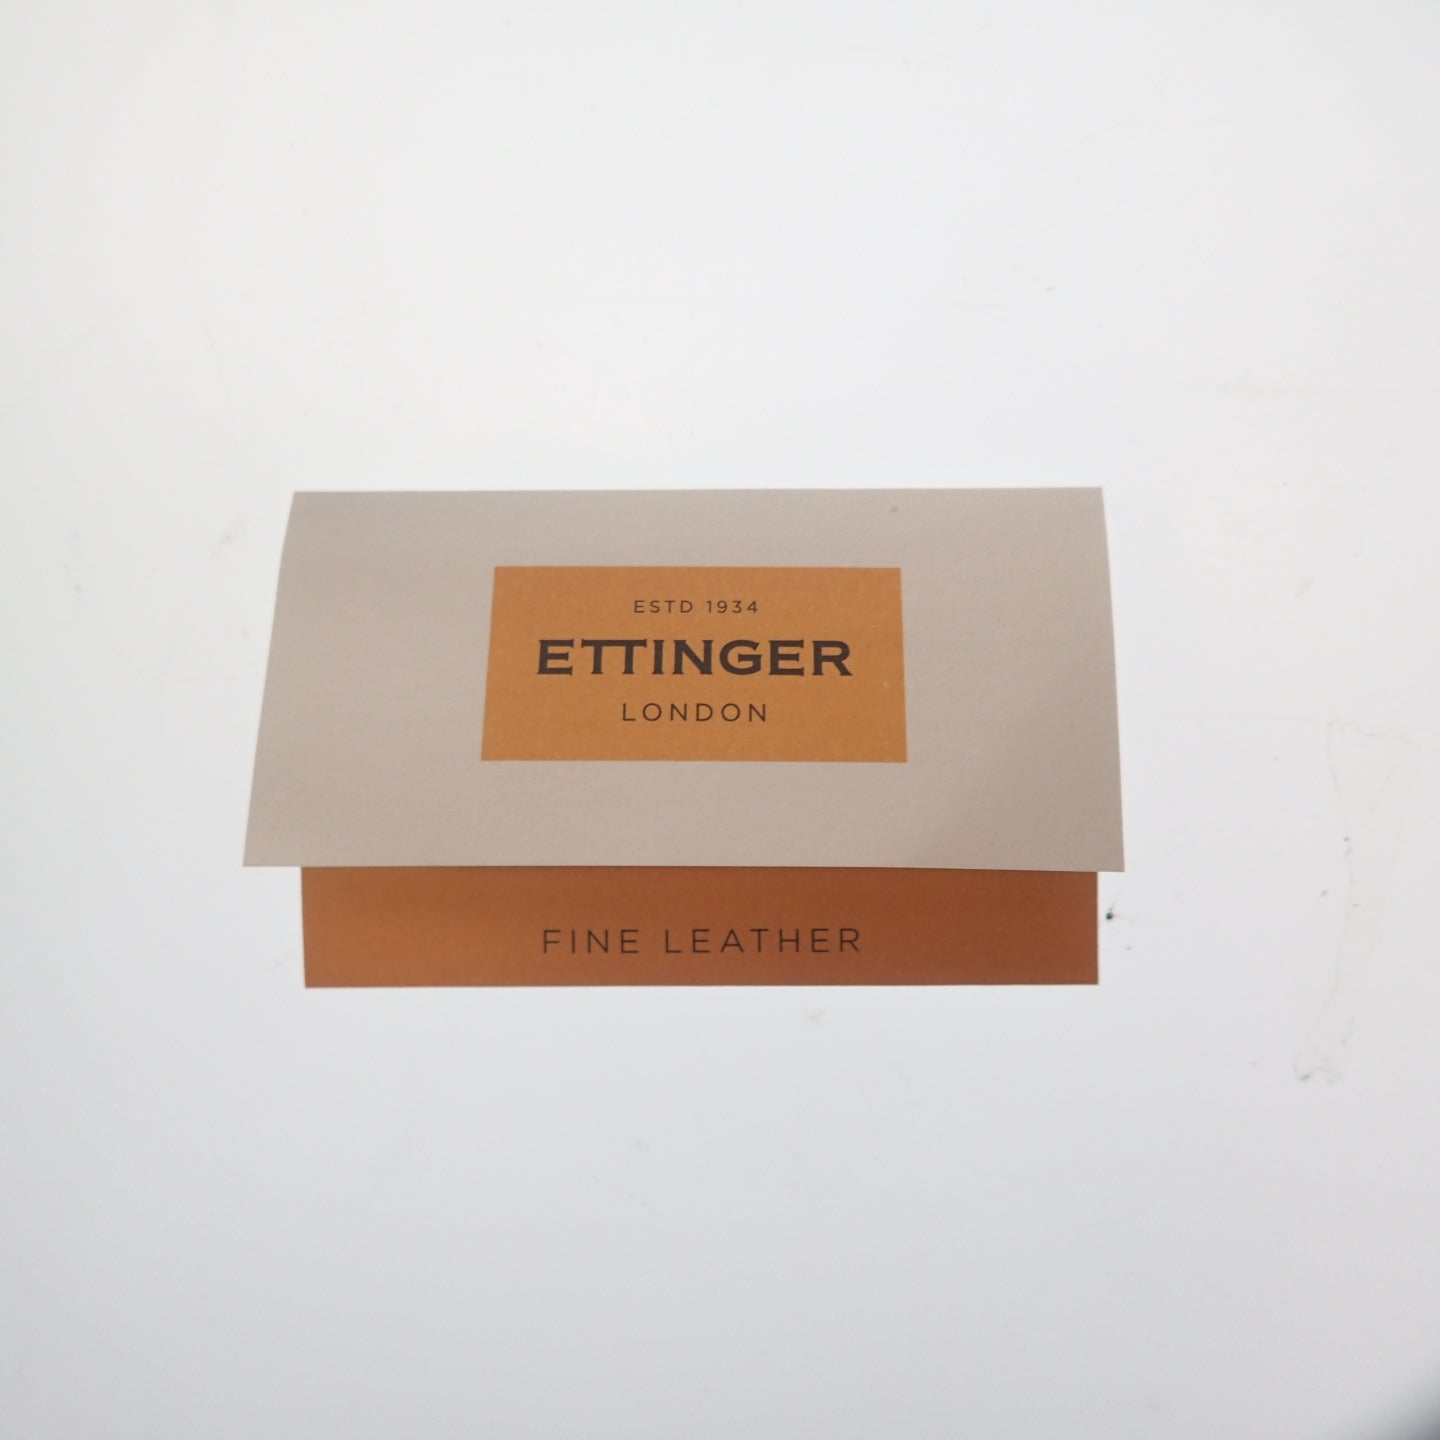 ESTD 1934
ETTINGER
LONDON
FINE LEATHER